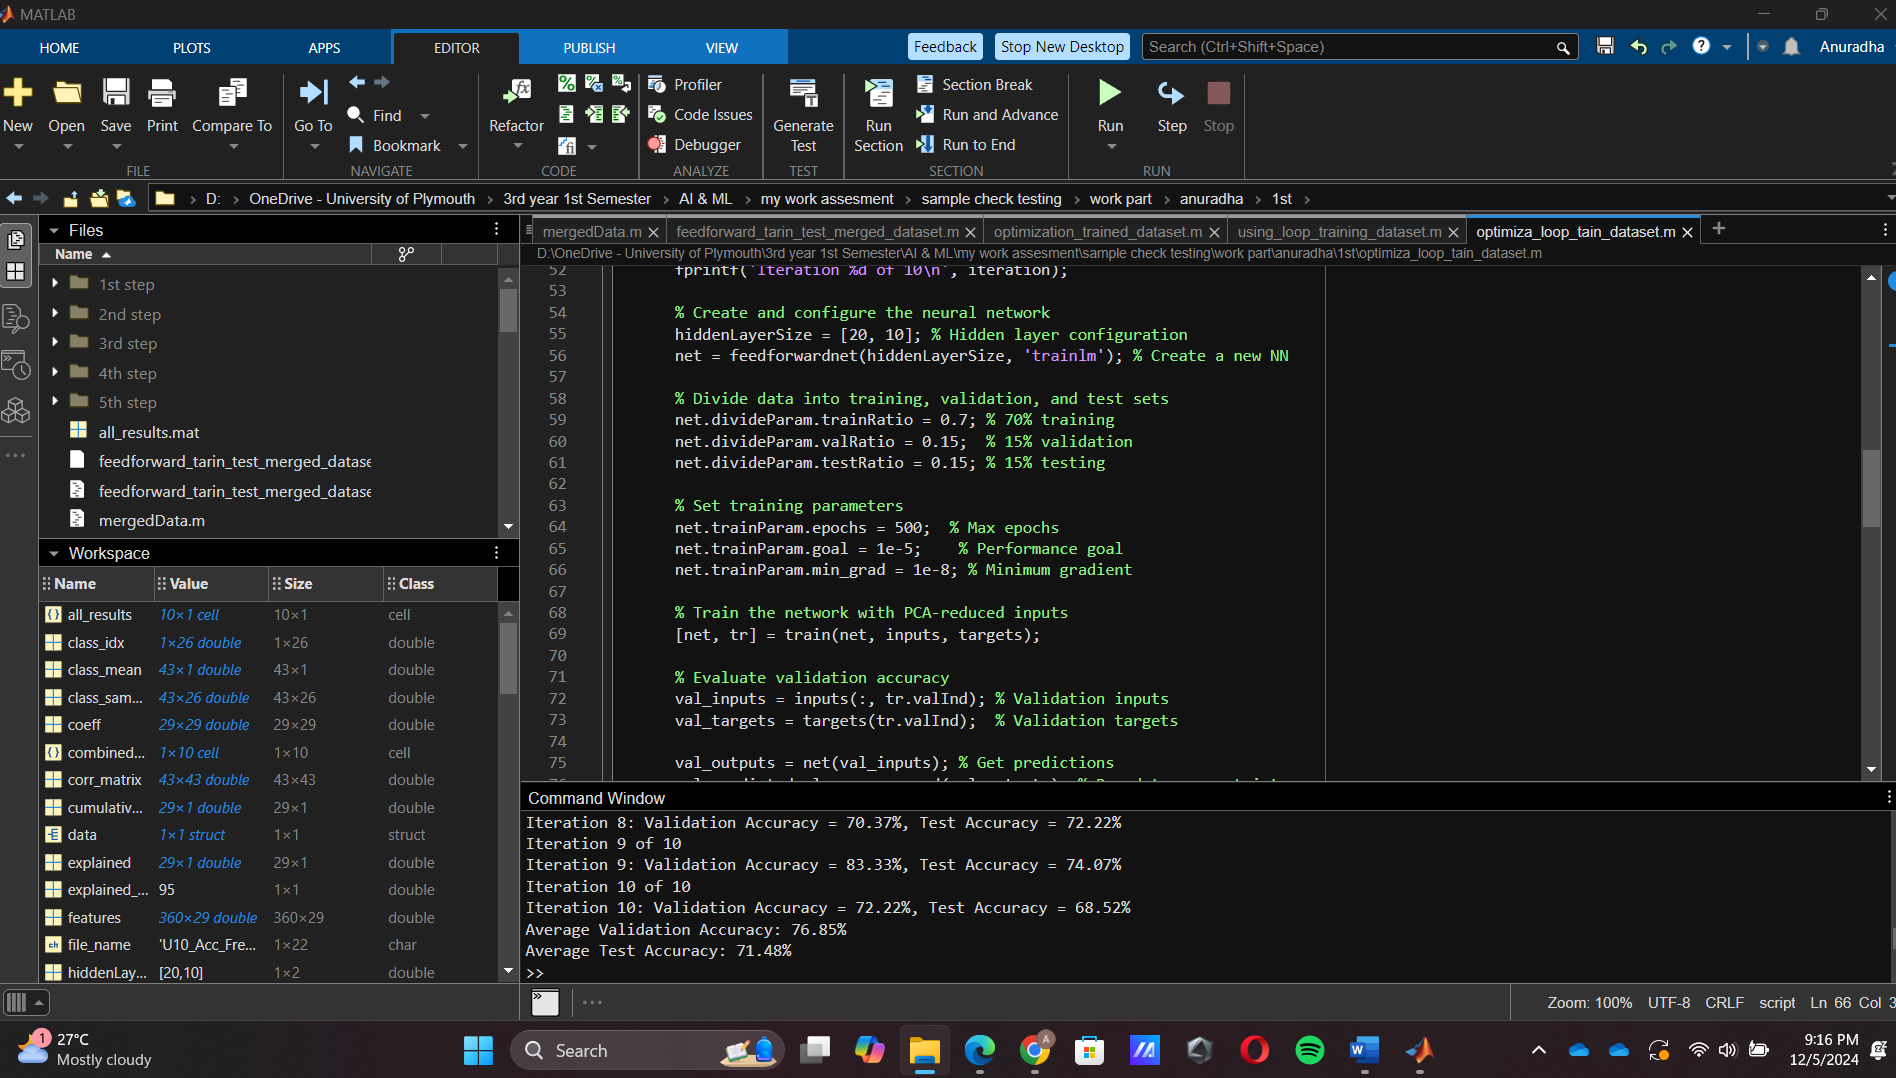 MATLAB
HOME
PLOTS
APPS
EDITOR
PUBLISH
VIEW
Feedback
Stop New Desktop
Search (Ctrl+Shift+Space)
Anuradha
New
Open
Save
Print
Compare To
Go To
Find
Bookmark
Refactor
Profiler
Code Issues
Debugger
Generate
Test
Run
Section
Section Break
Run and Advance
Run to End
Run
Step
Stop
FILE
NAVIGATE
CODE
ANALYZE
TEST
SECTION
RUN
D:
OneDrive - University of Plymouth
3rd year 1st Semester
AI & ML
my work assesment
sample check testing
work part
anuradha
1st
Files
Name
1st step
2nd step
3rd step
4th step
5th step
all_results.mat
feedforward_tarin_test_merged_datase
feedforward_tarin_test_merged_datase
mergedData.m
Workspace
Name Value Size Class
all_results 10×1 cell 10×1 cell
class_idx 1×26 double 1×26 double
class_mean 43×1 double 43×1 double
class_sam... 43×26 double 43×26 double
coeff 29×29 double 29×29 double
combined... 1×10 cell 1×10 cell
corr_matrix 43×43 double 43×43 double
cumulativ... 29×1 double 29×1 double
data 1×1 struct 1×1 struct
explained 29×1 double 29×1 double
explained_... 95 1×1 double
features 360×29 double 360×29 double
file_name 'U10_Acc_Fre... 1×22 char
hiddenLay... [20,10] 1×2 double
mergedData.m
feedforward_tarin_test_merged_dataset.m
optimization_trained_dataset.m
using_loop_training_dataset.m
optimiza_loop_tain_dataset.m
D:\OneDrive - University of Plymouth\3rd year 1st Semester\AI & ML\my work assesment\sample check testing\work part\anuradha\1st\optimiza_loop_tain_dataset.m
52 fprintf('Iteration %d of 10\n', iteration);
53
54 % Create and configure the neural network
55 hiddenLayerSize = [20, 10]; % Hidden layer configuration
56 net = feedforwardnet(hiddenLayerSize, 'trainlm'); % Create a new NN
57
58 % Divide data into training, validation, and test sets
59 net.divideParam.trainRatio = 0.7; % 70% training
60 net.divideParam.valRatio = 0.15;  % 15% validation
61 net.divideParam.testRatio = 0.15; % 15% testing
62
63 % Set training parameters
64 net.trainParam.epochs = 500;  % Max epochs
65 net.trainParam.goal = 1e-5;    % Performance goal
66 net.trainParam.min_grad = 1e-8; % Minimum gradient
67
68 % Train the network with PCA-reduced inputs
69 [net, tr] = train(net, inputs, targets);
70
71 % Evaluate validation accuracy
72 val_inputs = inputs(:, tr.valInd); % Validation inputs
73 val_targets = targets(tr.valInd);  % Validation targets
74
75 val_outputs = net(val_inputs); % Get predictions
Command Window
Iteration 8: Validation Accuracy = 70.37%, Test Accuracy = 72.22%
Iteration 9 of 10
Iteration 9: Validation Accuracy = 83.33%, Test Accuracy = 74.07%
Iteration 10 of 10
Iteration 10: Validation Accuracy = 72.22%, Test Accuracy = 68.52%
Average Validation Accuracy: 76.85%
Average Test Accuracy: 71.48%
>>
Zoom: 100% UTF-8 CRLF script Ln 66 Col 3
1
27°C
Mostly cloudy
Search
9:16 PM
12/5/2024